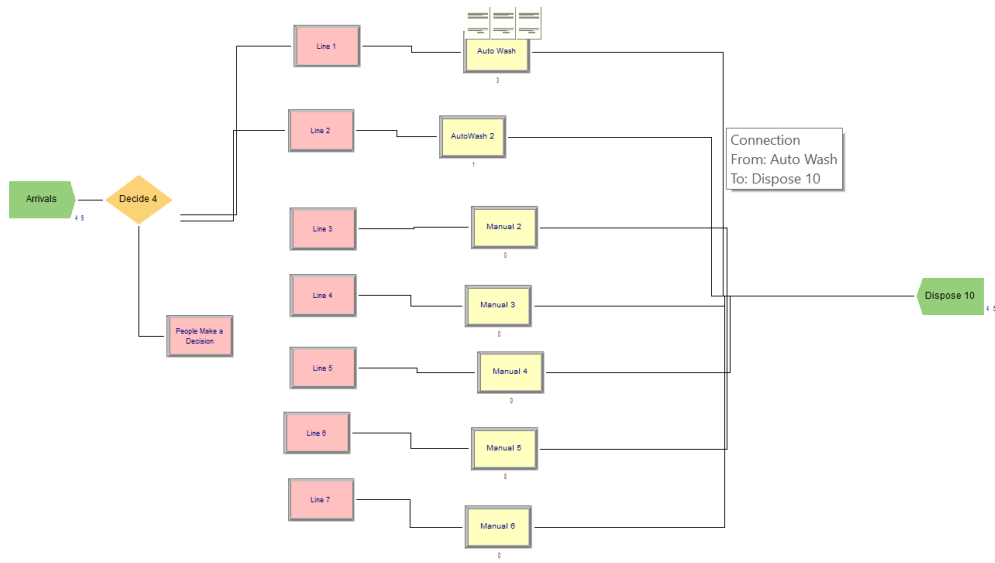 Line 1
Auto Wash
3
Line 2
AutoWash 2
1
Connection
From: Auto Wash
To: Dispose 10
Arrivals
4 9
Decide 4
Line 3
Manual 2
0
Line 4
Manual 3
0
Dispose 10
People Make a
Decision
Line 5
Manual 4
0
Line 6
Manual 5
0
Line 7
Manual 6
0